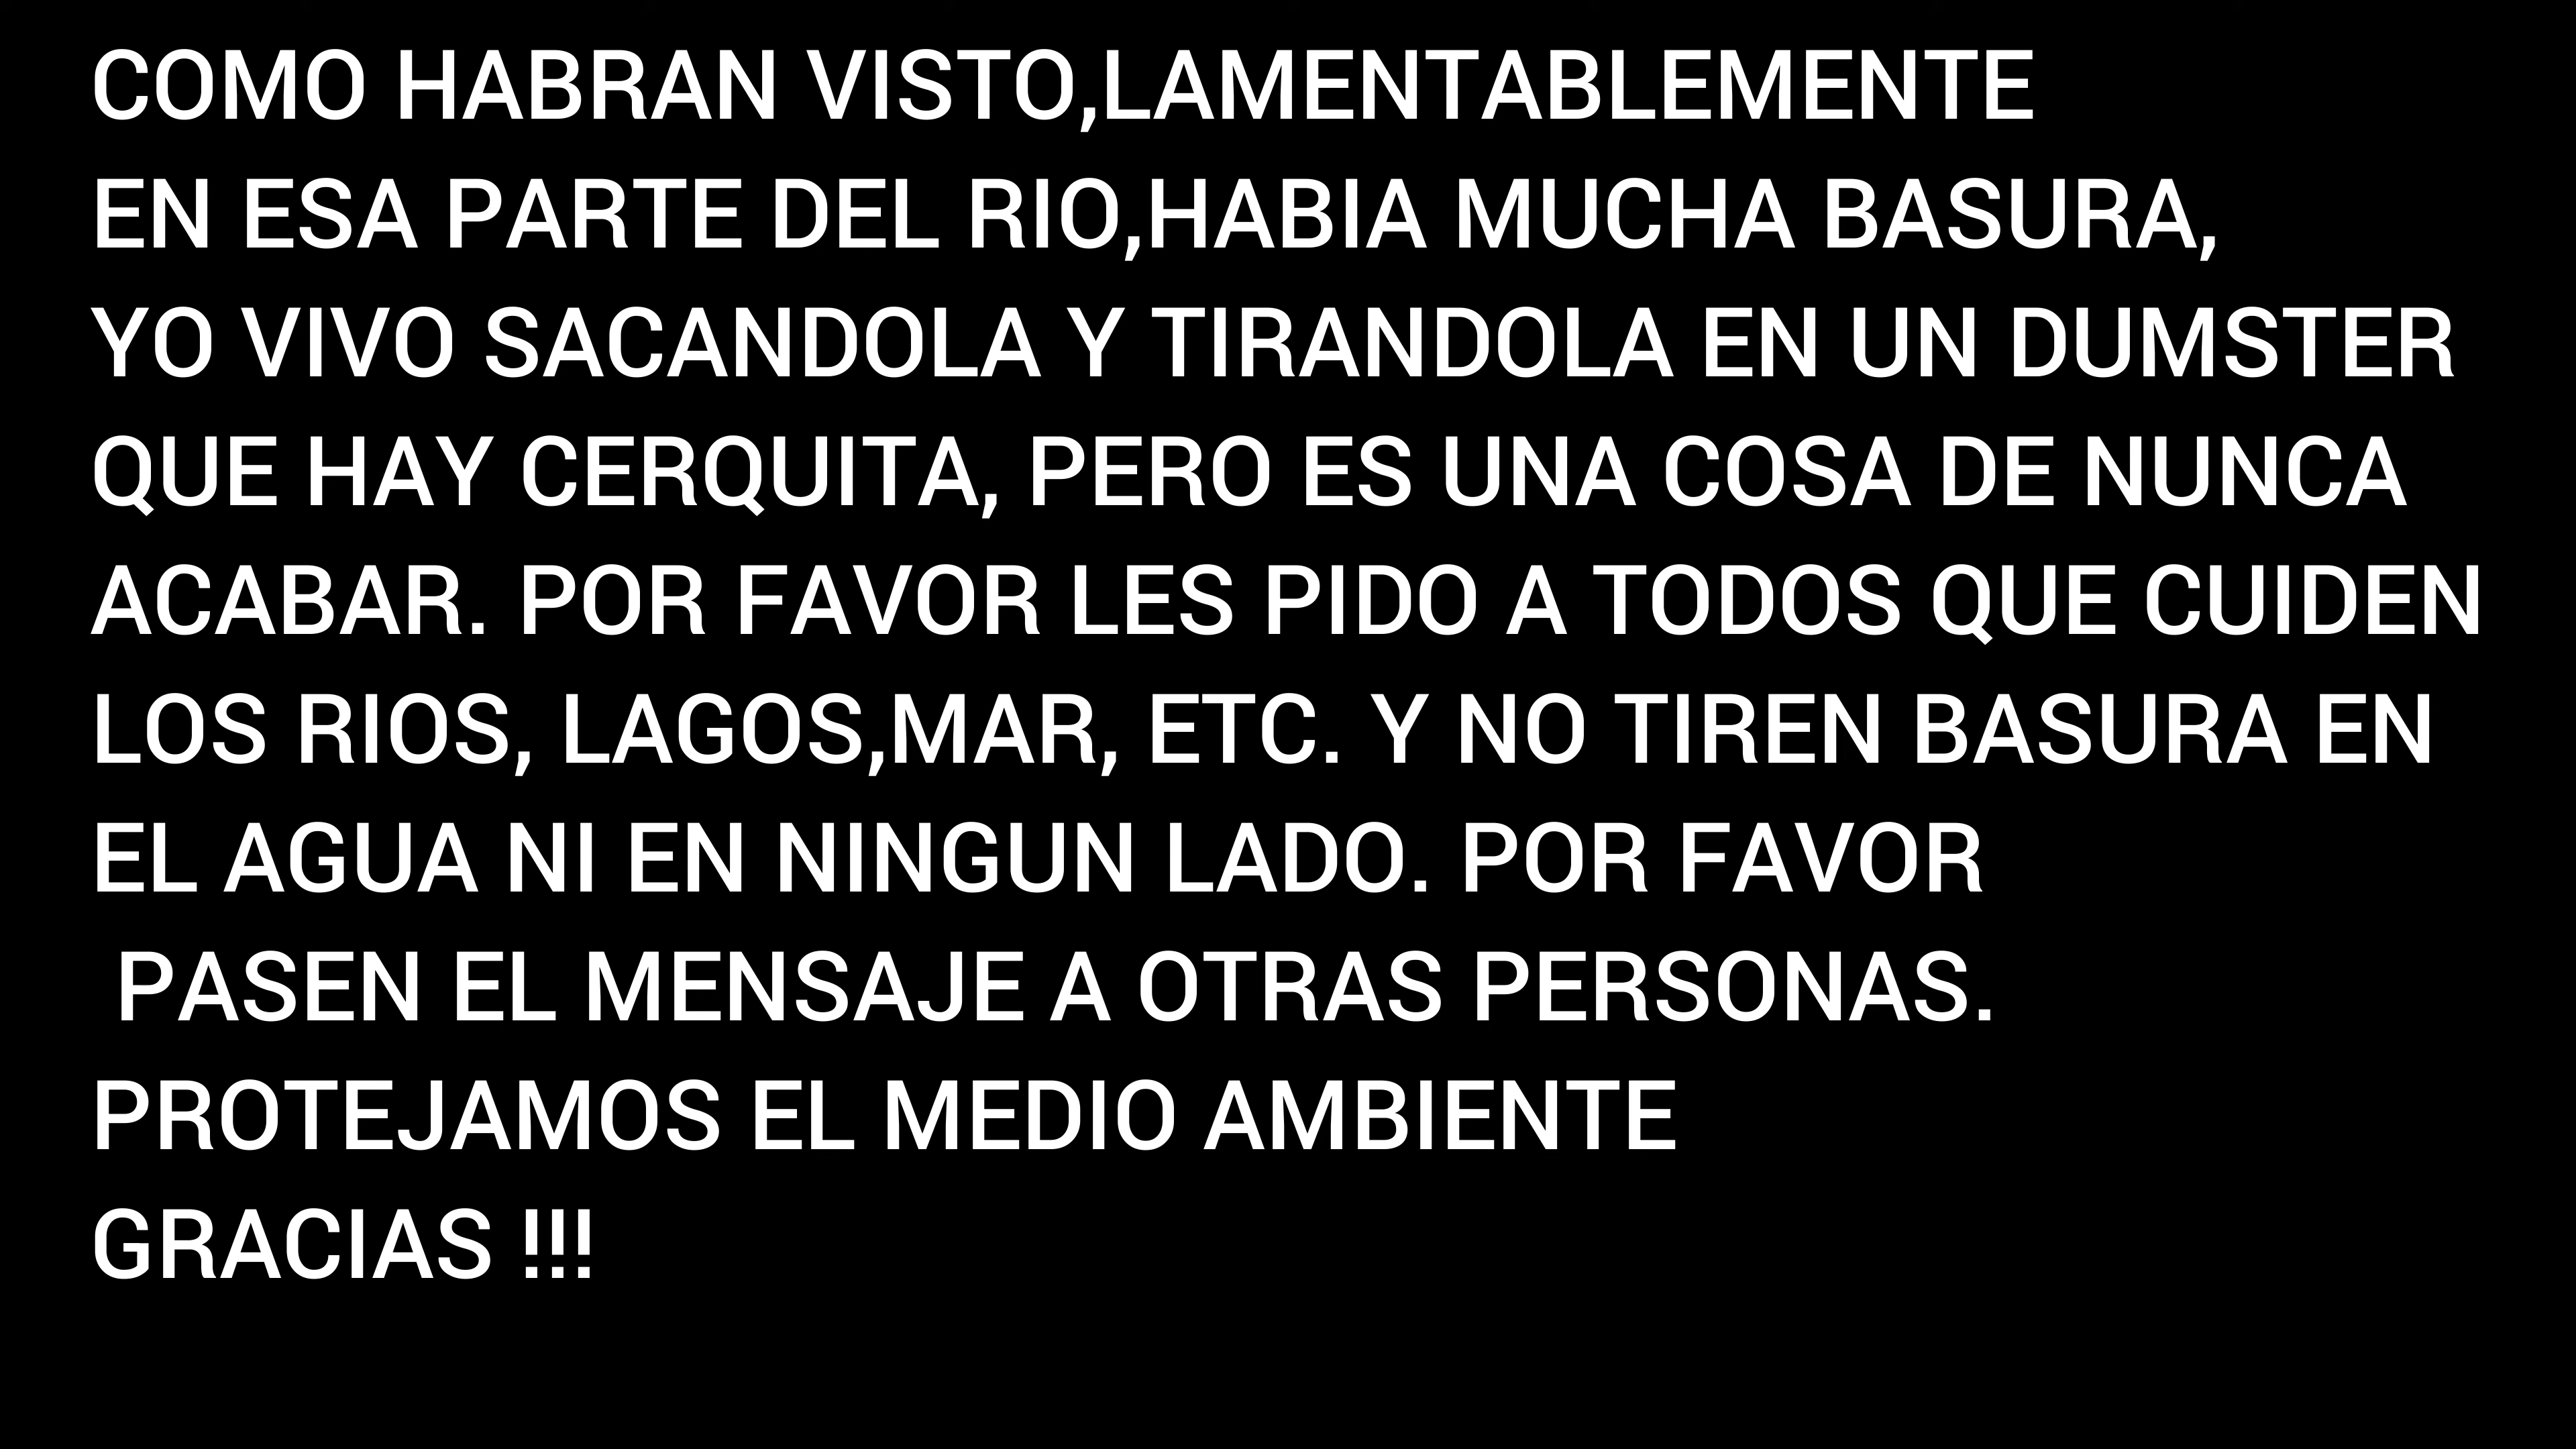 COMO HABRAN VISTO,LAMENTABLEMENTE
EN ESA PARTE DEL RIO,HABIA MUCHA BASURA,
YO VIVO SACANDOLA Y TIRANDOLA EN UN DUMSTER
QUE HAY CERQUITA, PERO ES UNA COSA DE NUNCA
ACABAR. POR FAVOR LES PIDO A TODOS QUE CUIDEN
LOS RIOS, LAGOS,MAR, ETC. Y NO TIREN BASURA EN
EL AGUA NI EN NINGUN LADO. POR FAVOR
PASEN EL MENSAJE A OTRAS PERSONAS.
PROTEJAMOS EL MEDIO AMBIENTE
GRACIAS !!!